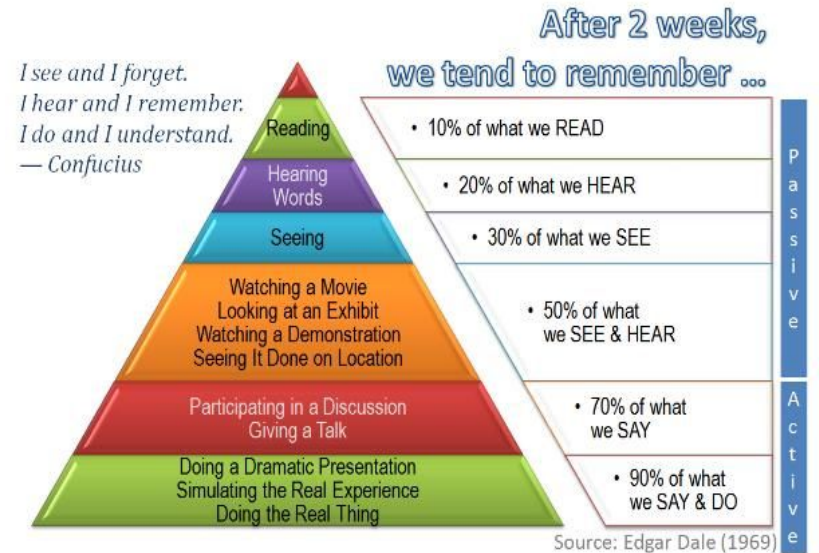 After 2 weeks,
we tend to remember ...
I see and I forget.
I hear and I remember.
I do and I understand.
— Confucius
Reading
• 10% of what we READ
Hearing
Words
• 20% of what we HEAR
Seeing
• 30% of what we SEE
Watching a Movie
Looking at an Exhibit
Watching a Demonstration
Seeing It Done on Location
• 50% of what
we SEE & HEAR
Passive
Participating in a Discussion
Giving a Talk
• 70% of what
we SAY
Doing a Dramatic Presentation
Simulating the Real Experience
Doing the Real Thing
• 90% of what
we SAY & DO
Active
Source: Edgar Dale (1969)